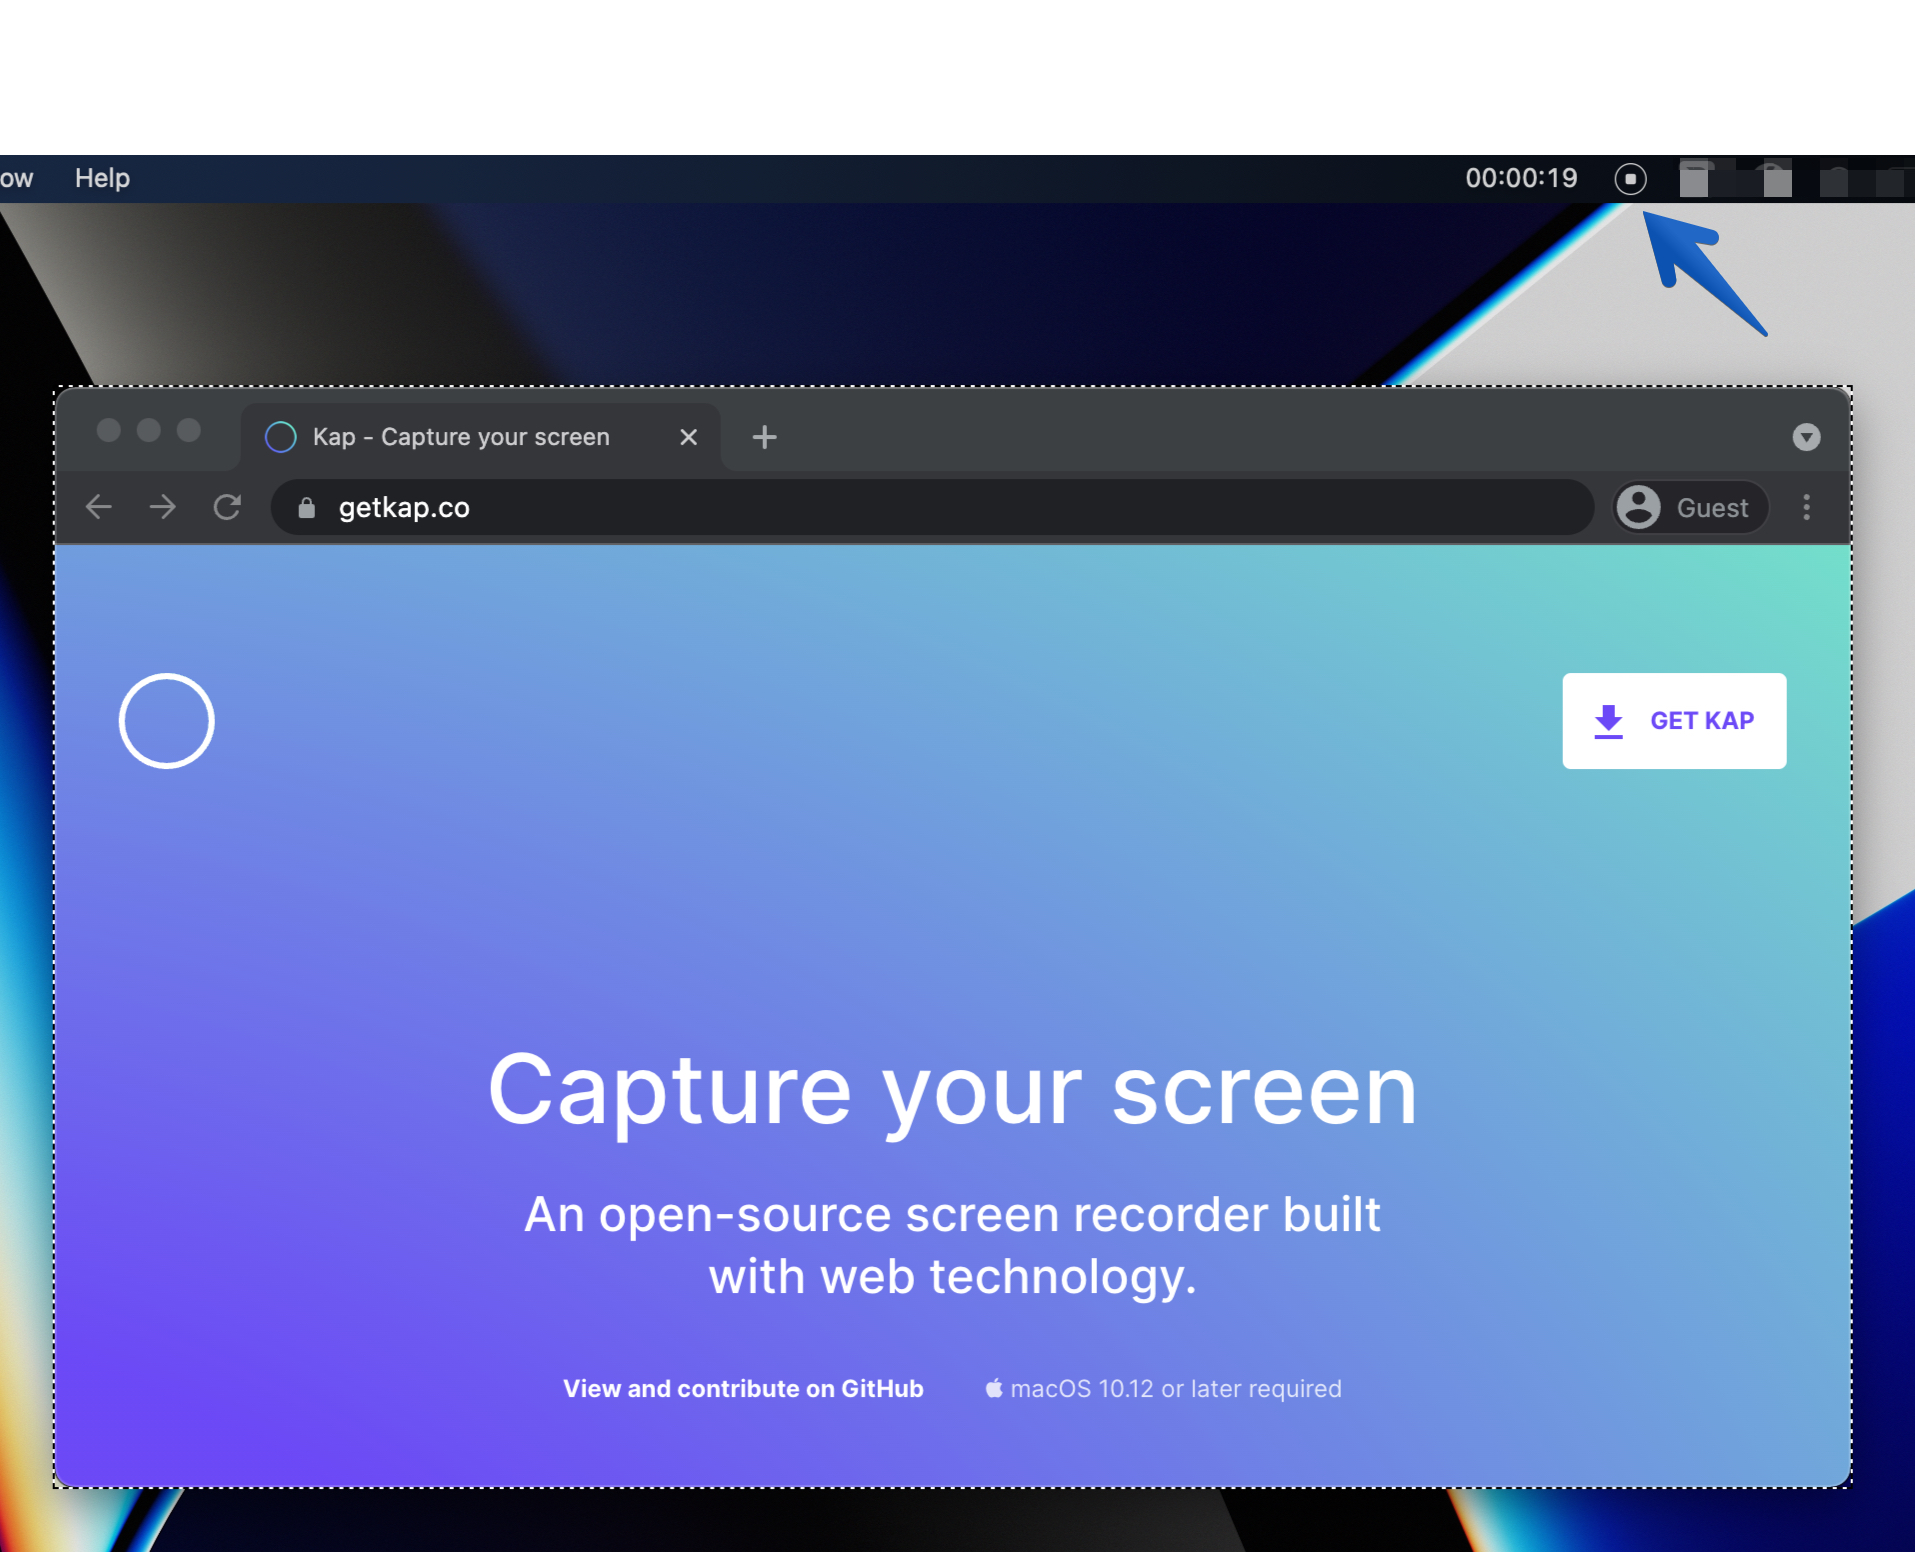 ow Help 00:00:19
Kap - Capture your screen
getkap.co Guest
GET KAP
Capture your screen
An open-source screen recorder built
with web technology.
View and contribute on GitHub macOS 10.12 or later required